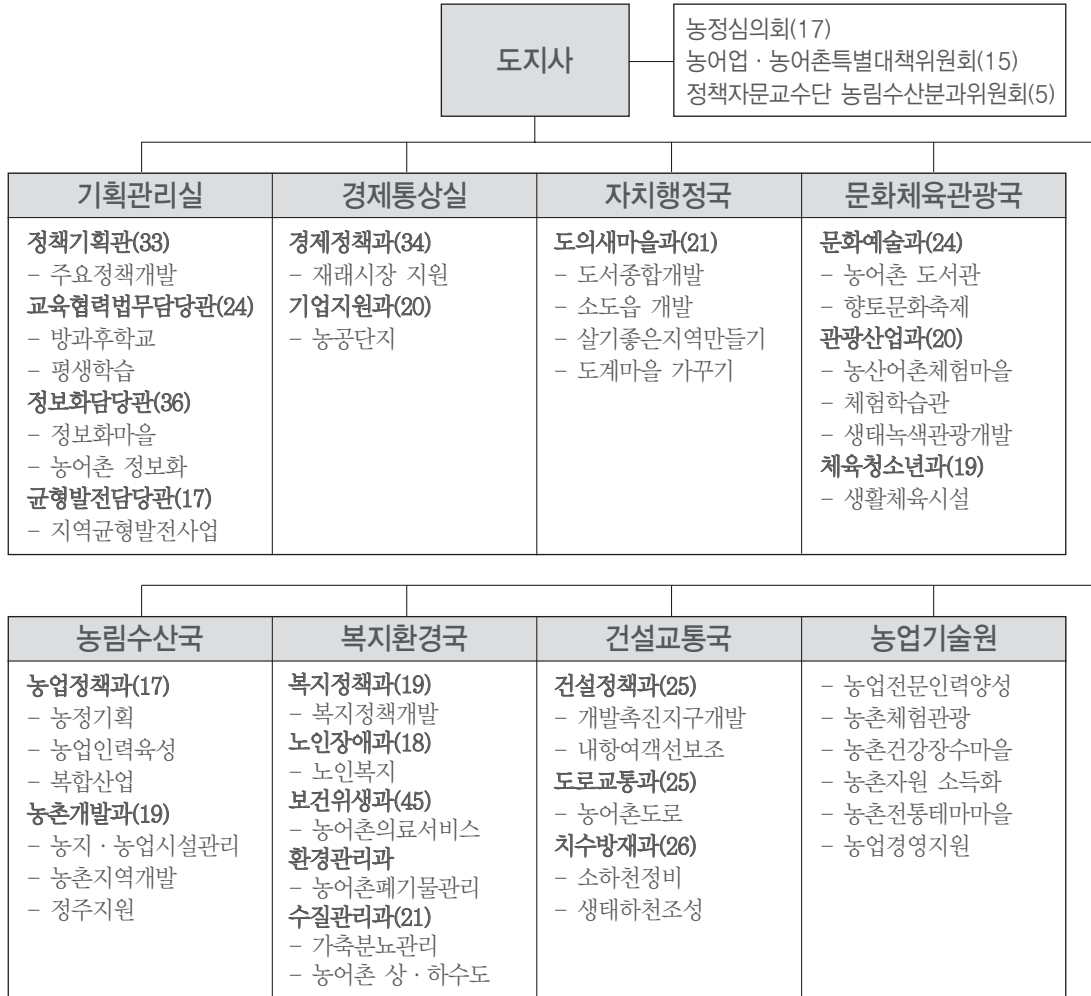 도지사
농정심의회(17)
농어업 · 농어촌특별대책위원회(15)
정책자문교수단 농림수산분과위원회(5)
기획관리실
정책기획관(33)
– 주요정책개발
교육협력법무담당관(24)
– 방과후학교
– 평생학습
정보화담당관(36)
– 정보화마을
– 농어촌 정보화
균형발전담당관(17)
– 지역균형발전사업
경제통상실
경제정책과(34)
– 재래시장 지원
기업지원과(20)
– 농공단지
자치행정국
도의새마을과(21)
– 도서종합개발
– 소도읍 개발
– 살기좋은지역만들기
– 도계마을 가꾸기
문화체육관광국
문화예술과(24)
– 농어촌 도서관
– 향토문화축제
관광산업과(20)
– 농산어촌체험마을
– 체험학습관
– 생태녹색관광개발
체육청소년과(19)
– 생활체육시설
농림수산국
농업정책과(17)
– 농정기획
– 농업인력육성
– 복합산업
농촌개발과(19)
– 농지 · 농업시설관리
– 농촌지역개발
– 정주지원
복지환경국
복지정책과(19)
– 복지정책개발
노인장애과(18)
– 노인복지
보건위생과(45)
– 농어촌의료서비스
환경관리과
– 농어촌폐기물관리
수질관리과(21)
– 가축분뇨관리
– 농어촌 상 · 하수도
건설교통국
건설정책과(25)
– 개발촉진지구개발
– 내항여객선보조
도로교통과(25)
– 농어촌도로
치수방재과(26)
– 소하천정비
– 생태하천조성
농업기술원
– 농업전문인력양성
– 농촌체험관광
– 농촌건강장수마을
– 농촌자원 소득화
– 농촌전통테마마을
– 농업경영지원